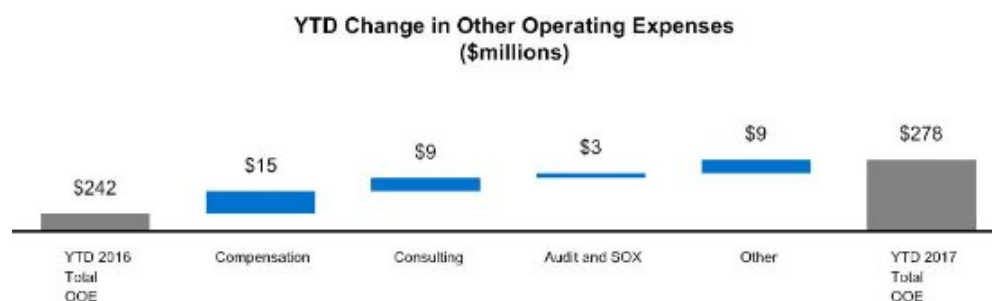 YTD Change in Other Operating Expenses
($millions)
$242
$15
$9
$3
$9
$278
YTD 2016
Total
OOE
Compensation
Consulting
Audit and SOX
Other
YTD 2017
Total
OOE